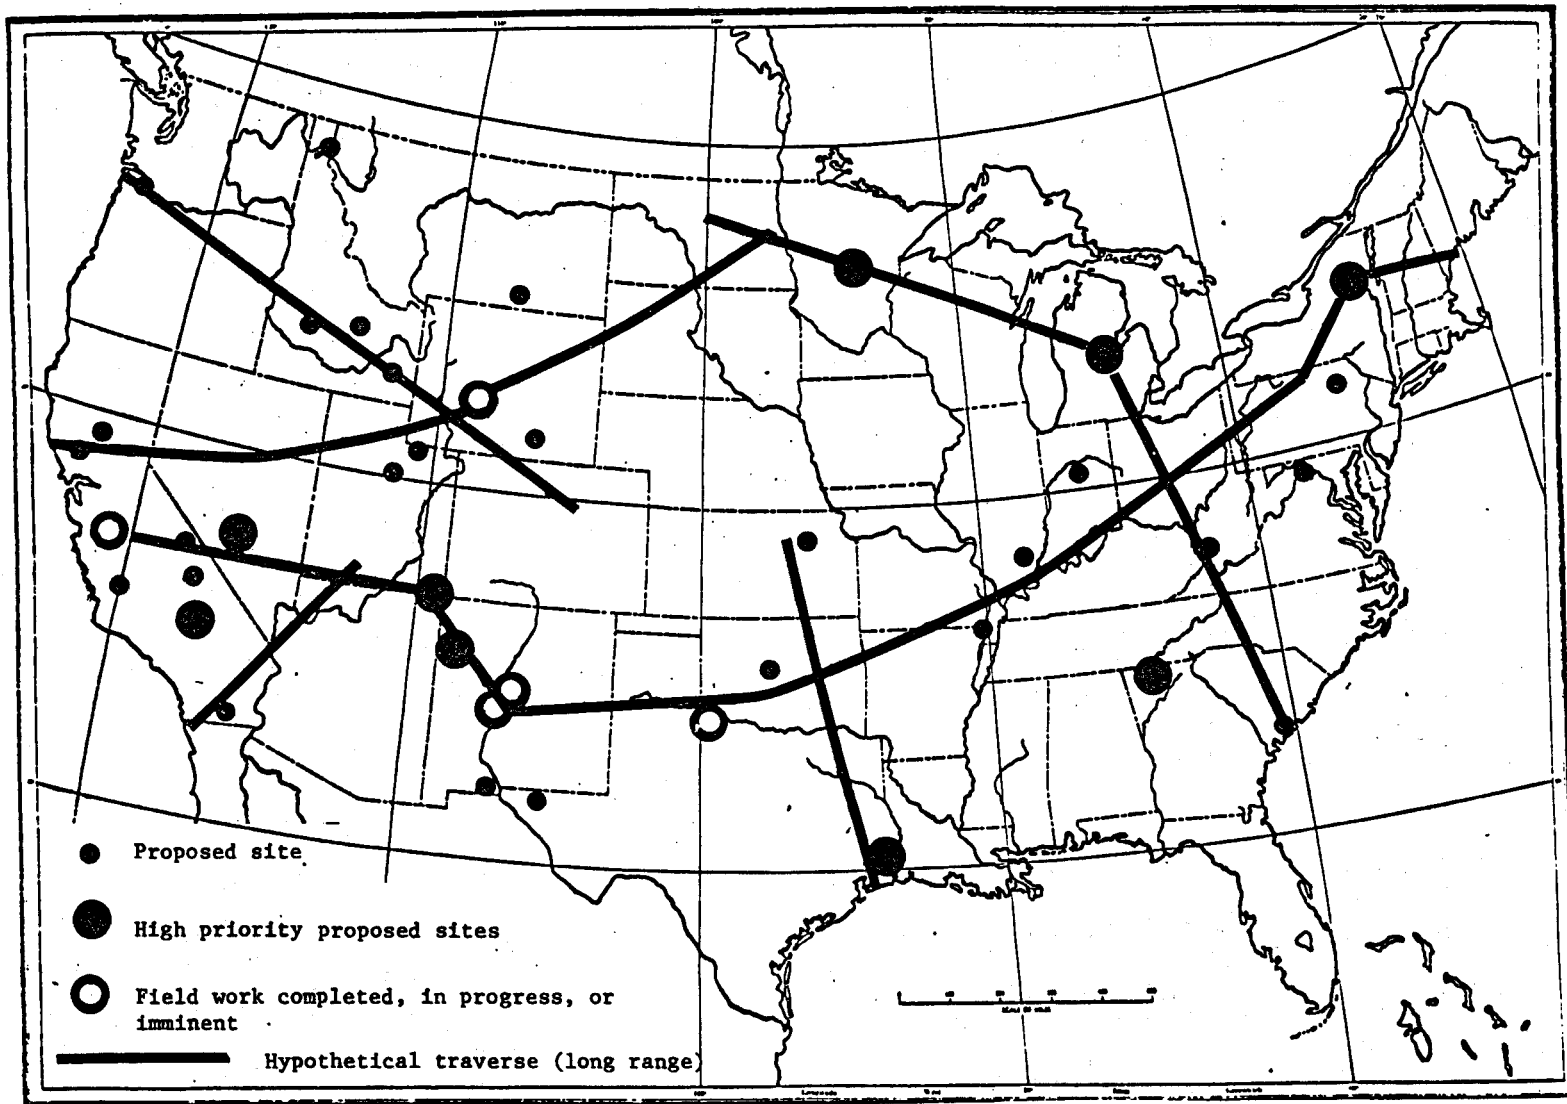 Proposed site
High priority proposed sites
Field work completed, in progress, or
imminent
Hypothetical traverse (long range)